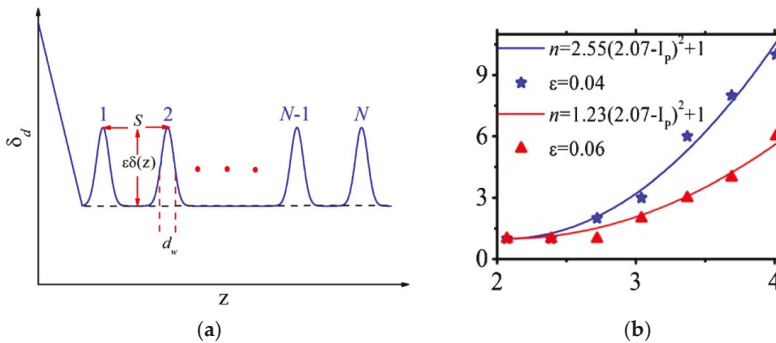 1 2 N-1 N
S
δd εδ(z)
dw
z
(a)
n=2.55(2.07-Ip)²+1
ε=0.04
n=1.23(2.07-Ip)²+1
ε=0.06
9
6
3
0
2 3 4
(b)